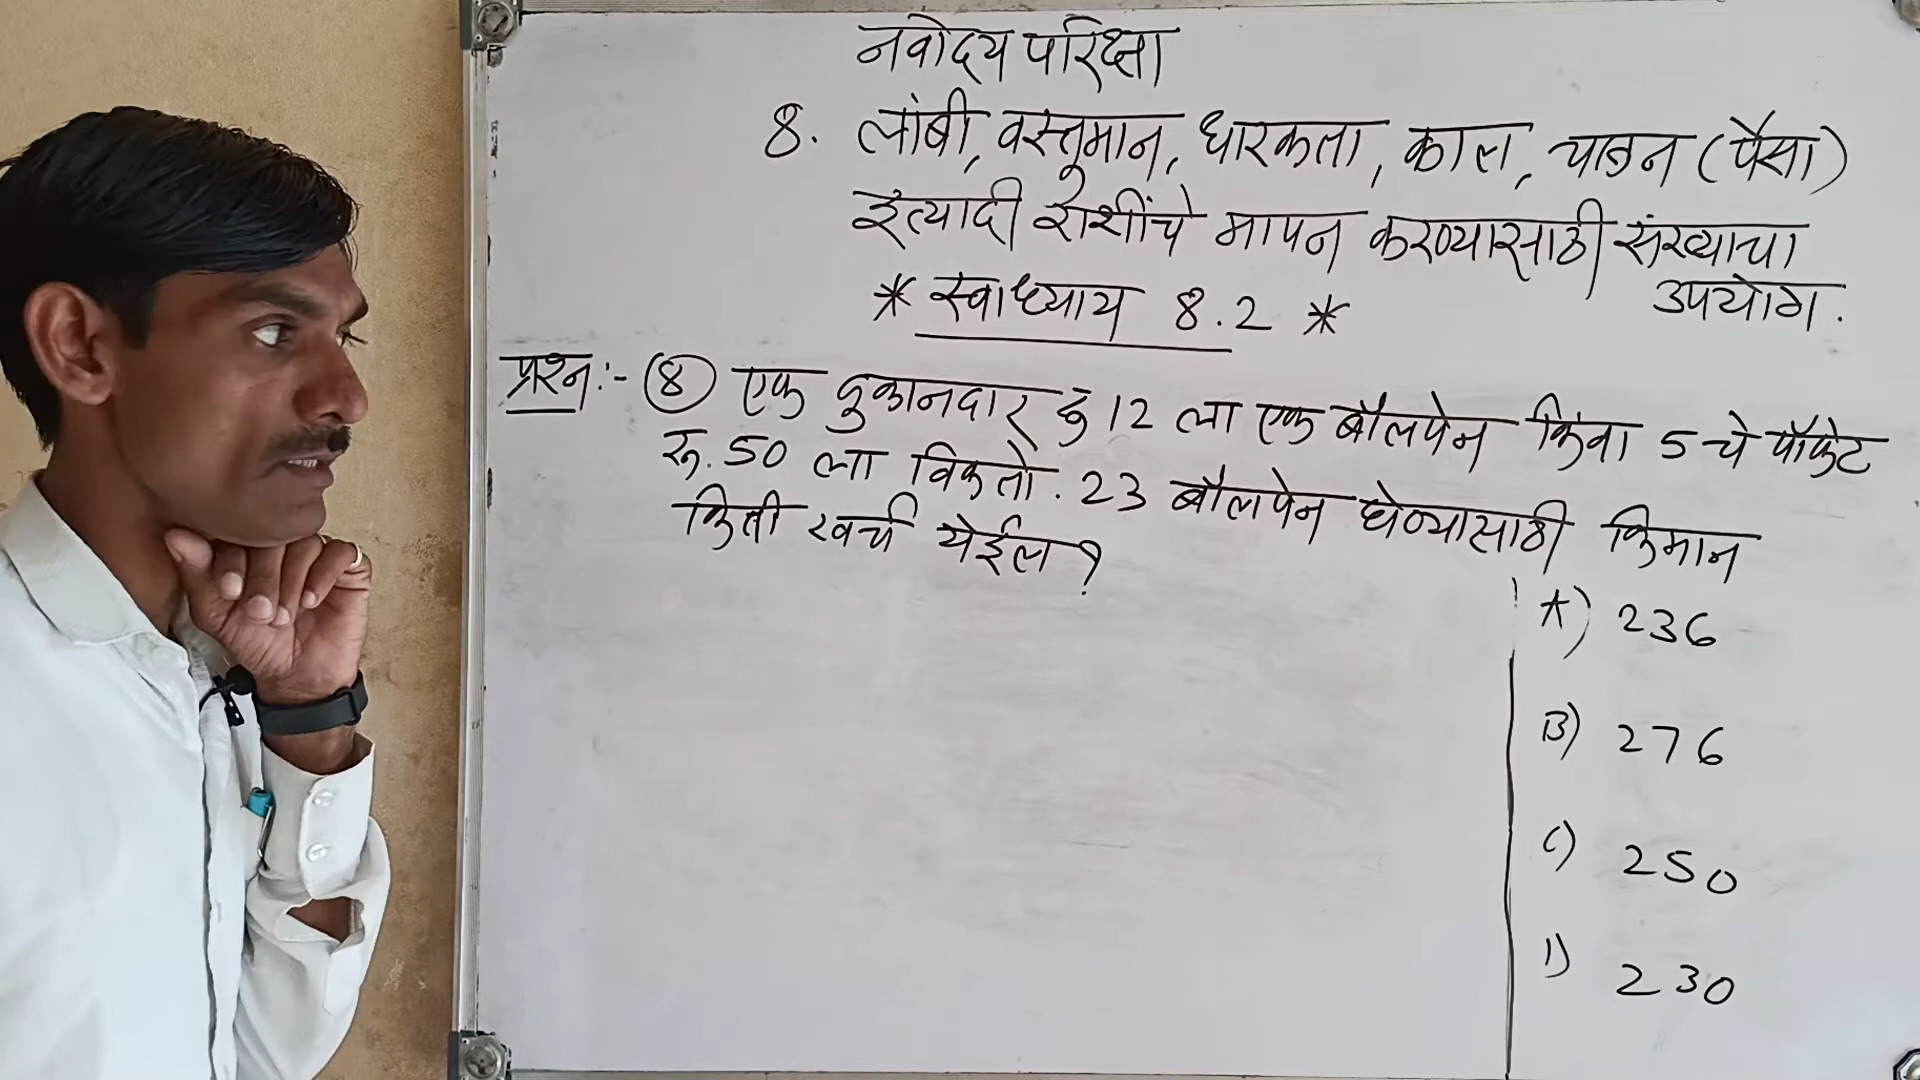 नवोदय परिक्षा
8. लांबी, वस्तुमान, धारकता, काल, चलन (पैसा)
इत्यादी राशींचे मापन करण्यासाठी संख्याचा
उपयोग.
* स्वाध्याय 8.2 *
प्रश्न:- (8) एक दुकानदार रु 12 ला एक बॉलपेन किंवा 5 चे पॉकेट
रु. 50 ला विकतो. 23 बॉलपेन घेण्यासाठी किमान
किती खर्च येईल?
A) 236
B) 276
C) 250
D) 230